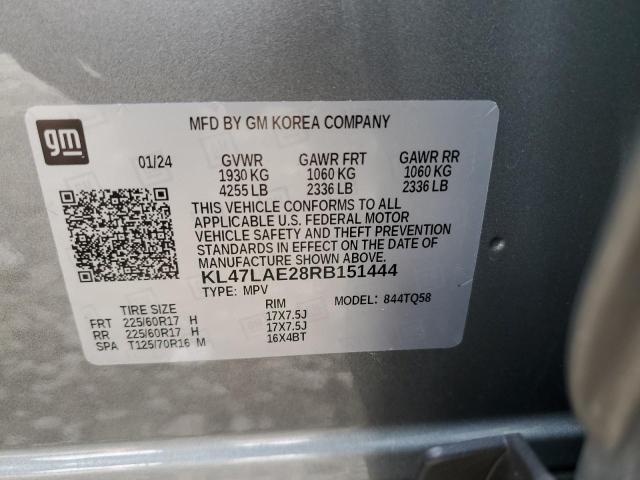 gm
MFD BY GM KOREA COMPANY
01/24 GVWR GAWR FRT GAWR RR
1930 KG 1060 KG 1060 KG
4255 LB 2336 LB 2336 LB
THIS VEHICLE CONFORMS TO ALL
APPLICABLE U.S. FEDERAL MOTOR
VEHICLE SAFETY AND THEFT PREVENTION
STANDARDS IN EFFECT ON THE DATE OF
MANUFACTURE SHOWN ABOVE.
KL47LAE28RB151444
TYPE: MPV MODEL: 844TQ58
TIRE SIZE RIM
FRT 225/60R17 H 17X7.5J
RR 225/60R17 H 17X7.5J
SPA T125/70R16 M 16X4BT